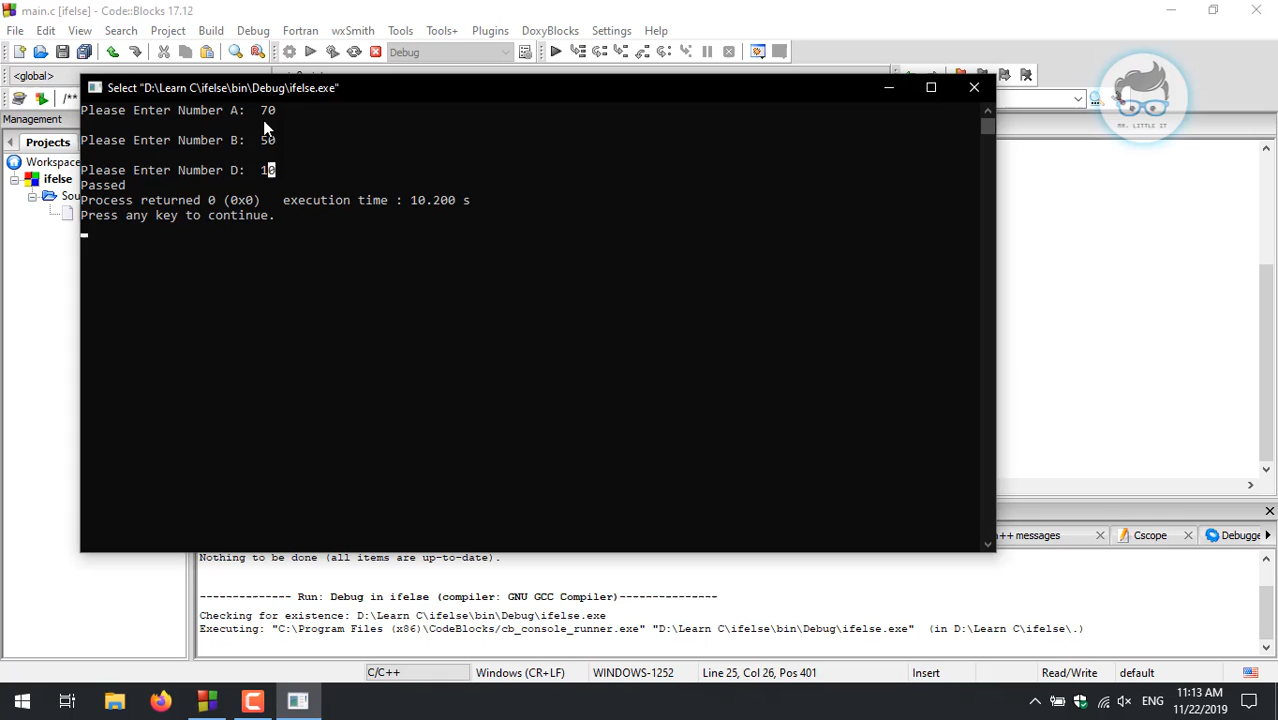 main.c [ifelse] - Code::Blocks 17.12
File Edit View Search Project Build Debug Fortran wxSmith Tools Tools+ Plugins DoxyBlocks Settings Help
Debug
<global>
/**
MR. LITTLE IT
Select "D:\Learn C\ifelse\bin\Debug\ifelse.exe"
Management
Projects
Workspace
ifelse
Sou
Please Enter Number A:  70
Please Enter Number B:  50
Please Enter Number D:  10
Passed
Process returned 0 (0x0)   execution time : 10.200 s
Press any key to continue.
++ messages Cscope Debugge
Nothing to be done (all items are up-to-date).
-------------- Run: Debug in ifelse (compiler: GNU GCC Compiler)---------------
Checking for existence: D:\Learn C\ifelse\bin\Debug\ifelse.exe
Executing: "C:\Program Files (x86)\CodeBlocks/cb_console_runner.exe" "D:\Learn C\ifelse\bin\Debug\ifelse.exe"  (in D:\Learn C\ifelse\.)
C/C++ Windows (CR+LF) WINDOWS-1252 Line 25, Col 26, Pos 401 Insert Read/Write default
ENG
11:13 AM
11/22/2019